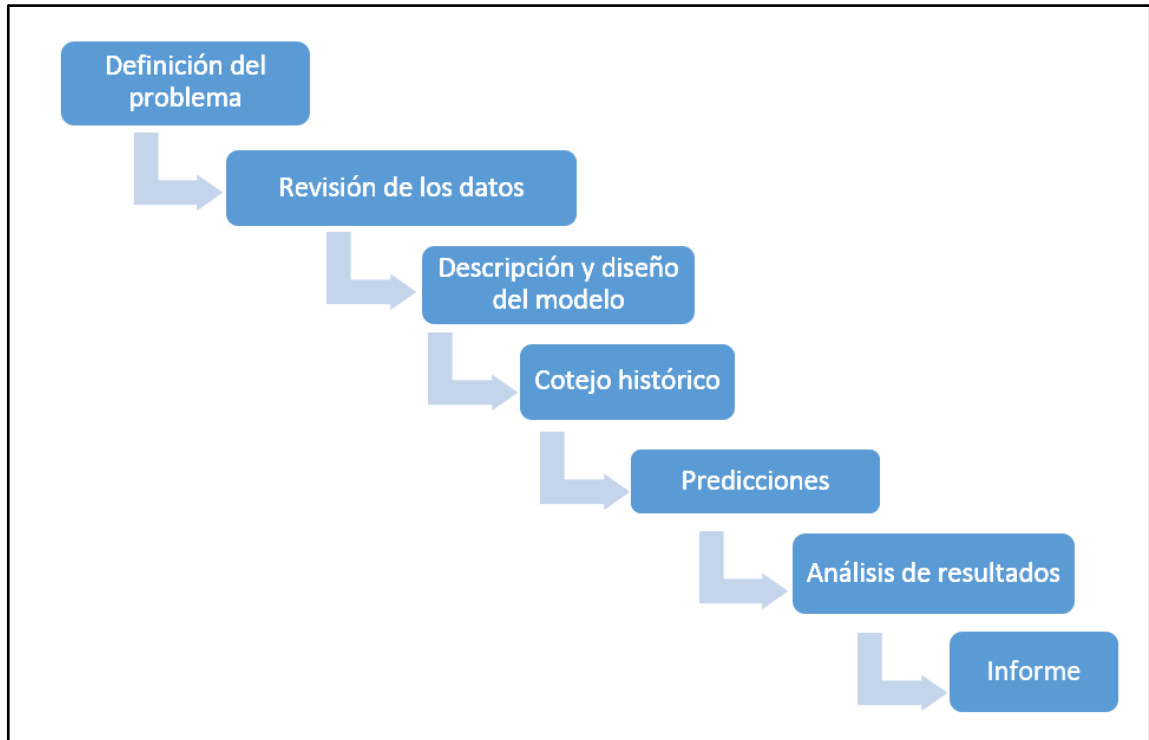 Definición del
problema
Revisión de los datos
Descripción y diseño
del modelo
Cotejo histórico
Predicciones
Análisis de resultados
Informe